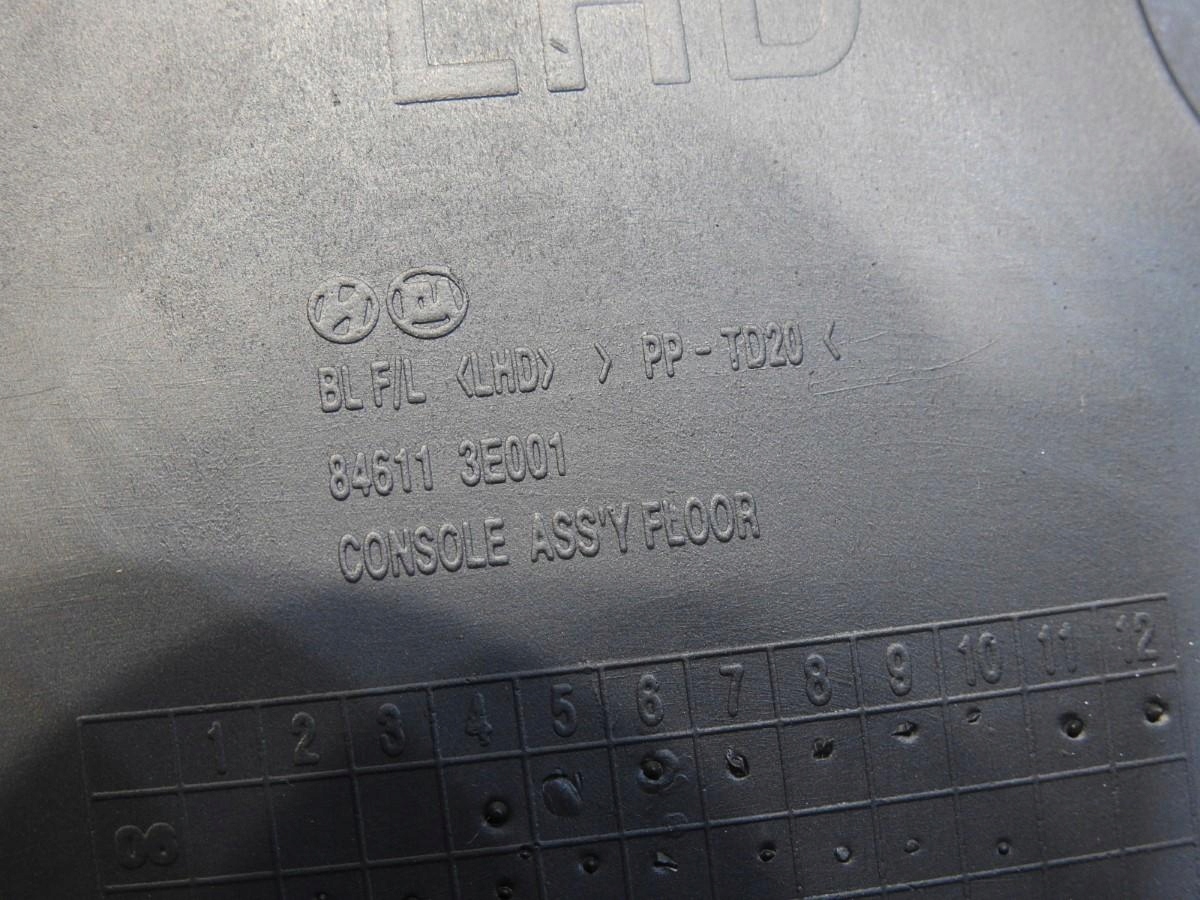 LHD
BL F/L <LHD> > PP - TD20 <
84611 3E001
CONSOLE ASS'Y FLOOR
1 2 3 4 5 6 7 8 9 10 11 12